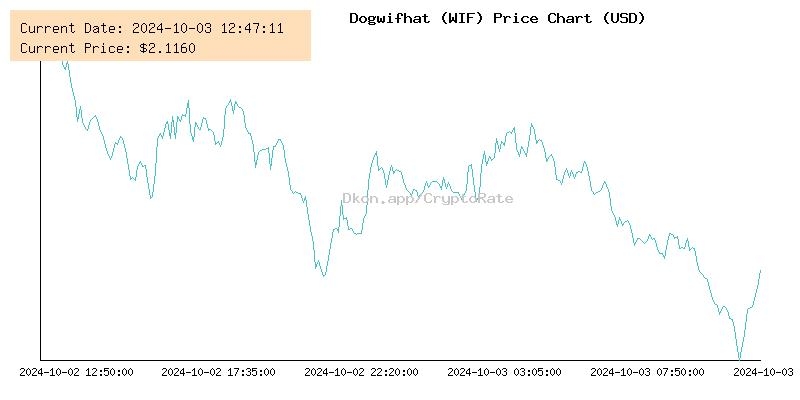 Dogwifhat (WIF) Price Chart (USD)
Current Date: 2024-10-03 12:47:11
Current Price: $2.1160
Dkon.app/CryptoRate
2024-10-02 12:50:00 2024-10-02 17:35:00 2024-10-02 22:20:00 2024-10-03 03:05:00 2024-10-03 07:50:00 2024-10-03